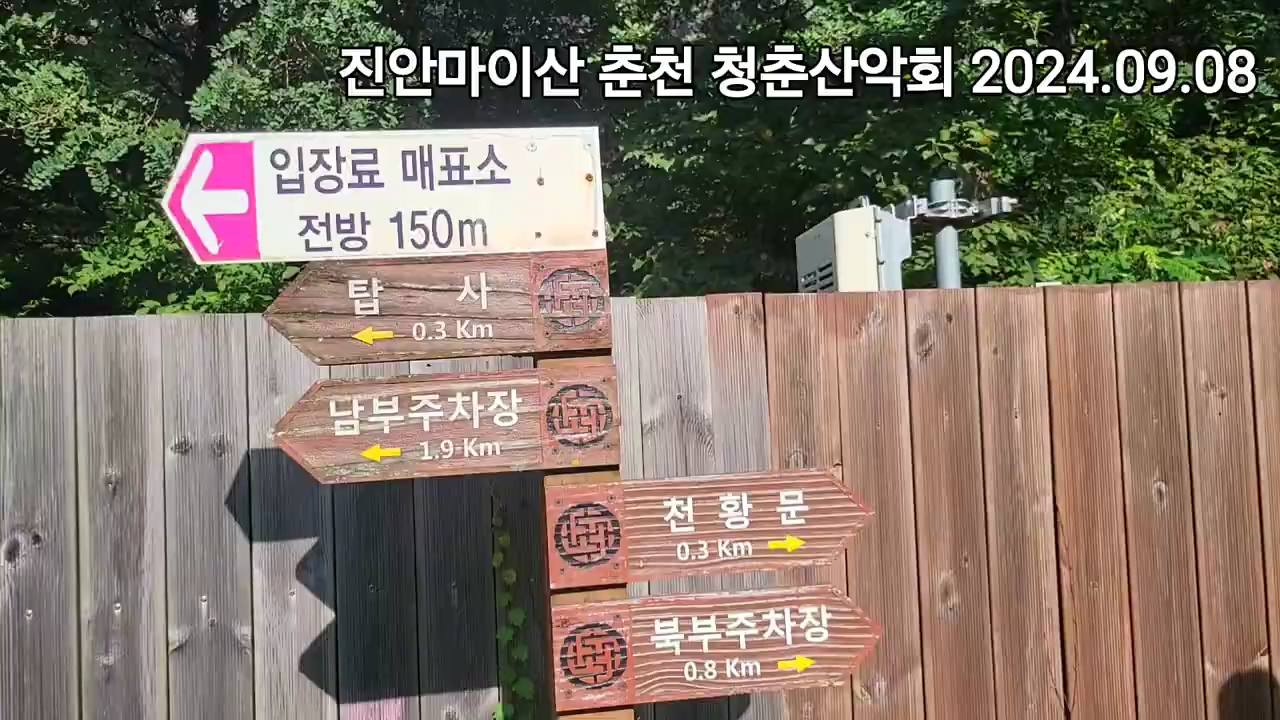 진안마이산 춘천 청춘산악회 2024.09.08
입장료 매표소
전방 150m
탑 사
0.3 Km
남부주차장
1.9 Km
천 황 문
0.3 Km
북부주차장
0.8 Km